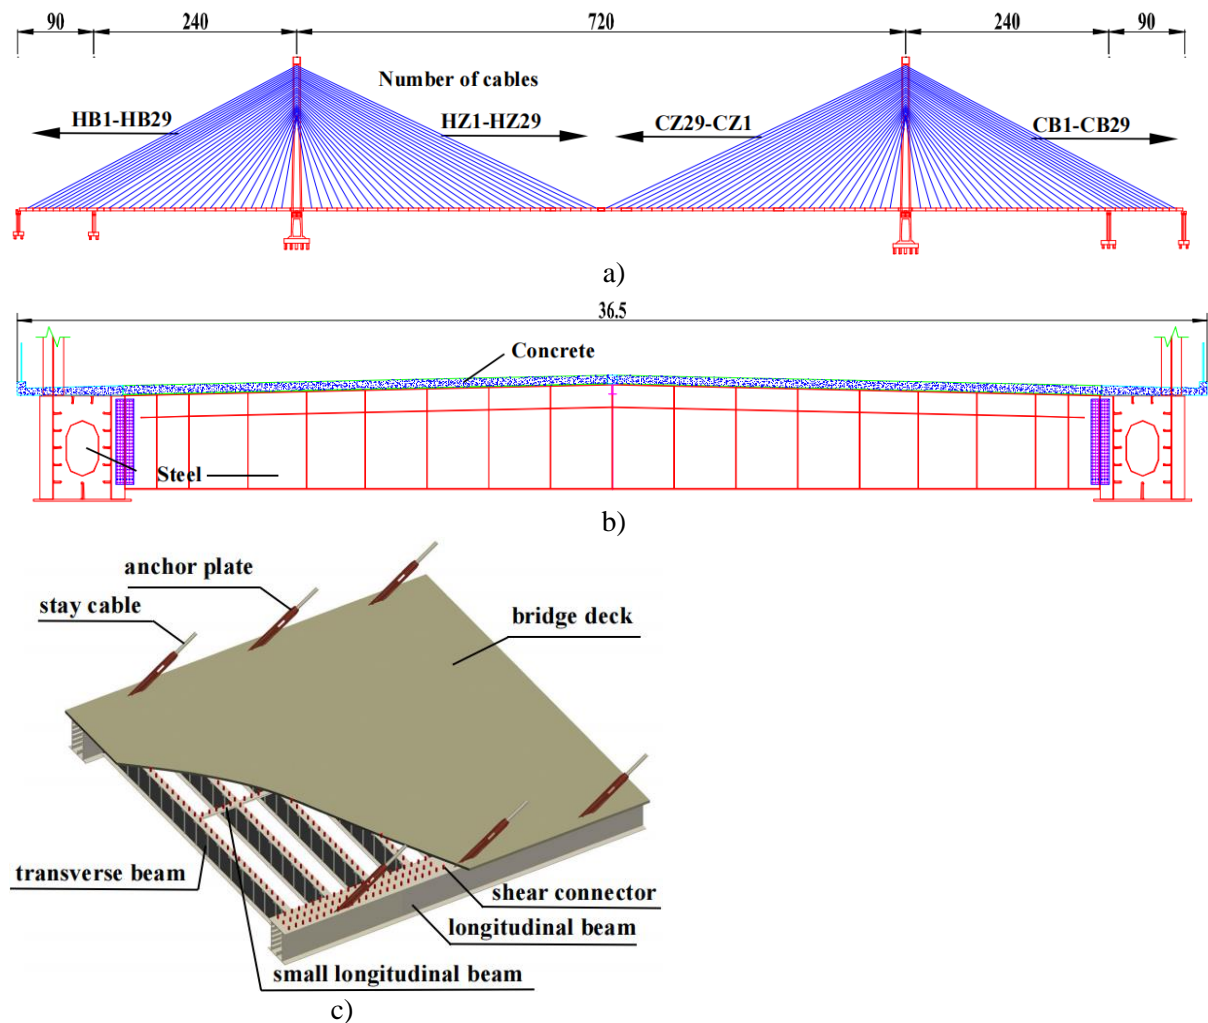 90 240 720 240 90
Number of cables
HB1-HB29 HZ1-HZ29 CZ29-CZ1 CB1-CB29
a)
36.5
Concrete
Steel
b)
anchor plate
stay cable
bridge deck
transverse beam
shear connector
longitudinal beam
small longitudinal beam
c)